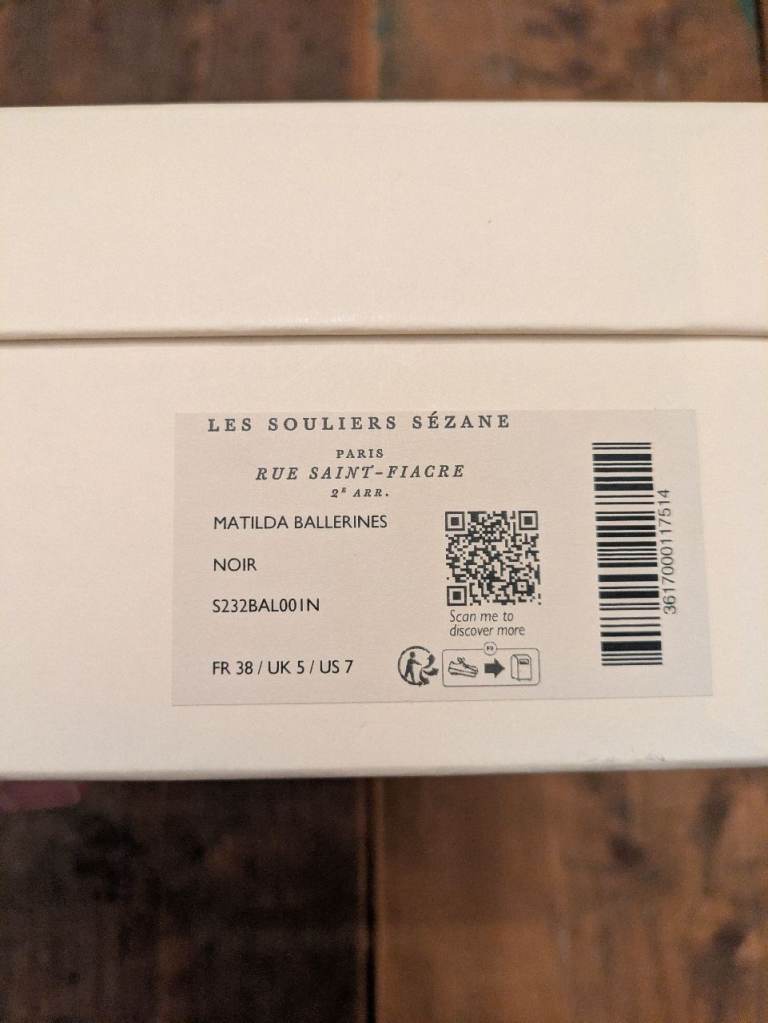 LES SOULIERS SÉZANE
PARIS
RUE SAINT-FIACRE
2E ARR.
MATILDA BALLERINES
NOIR
S232BAL001N
Scan me to
discover more
FR
FR 38 / UK 5 / US 7
3617000117514